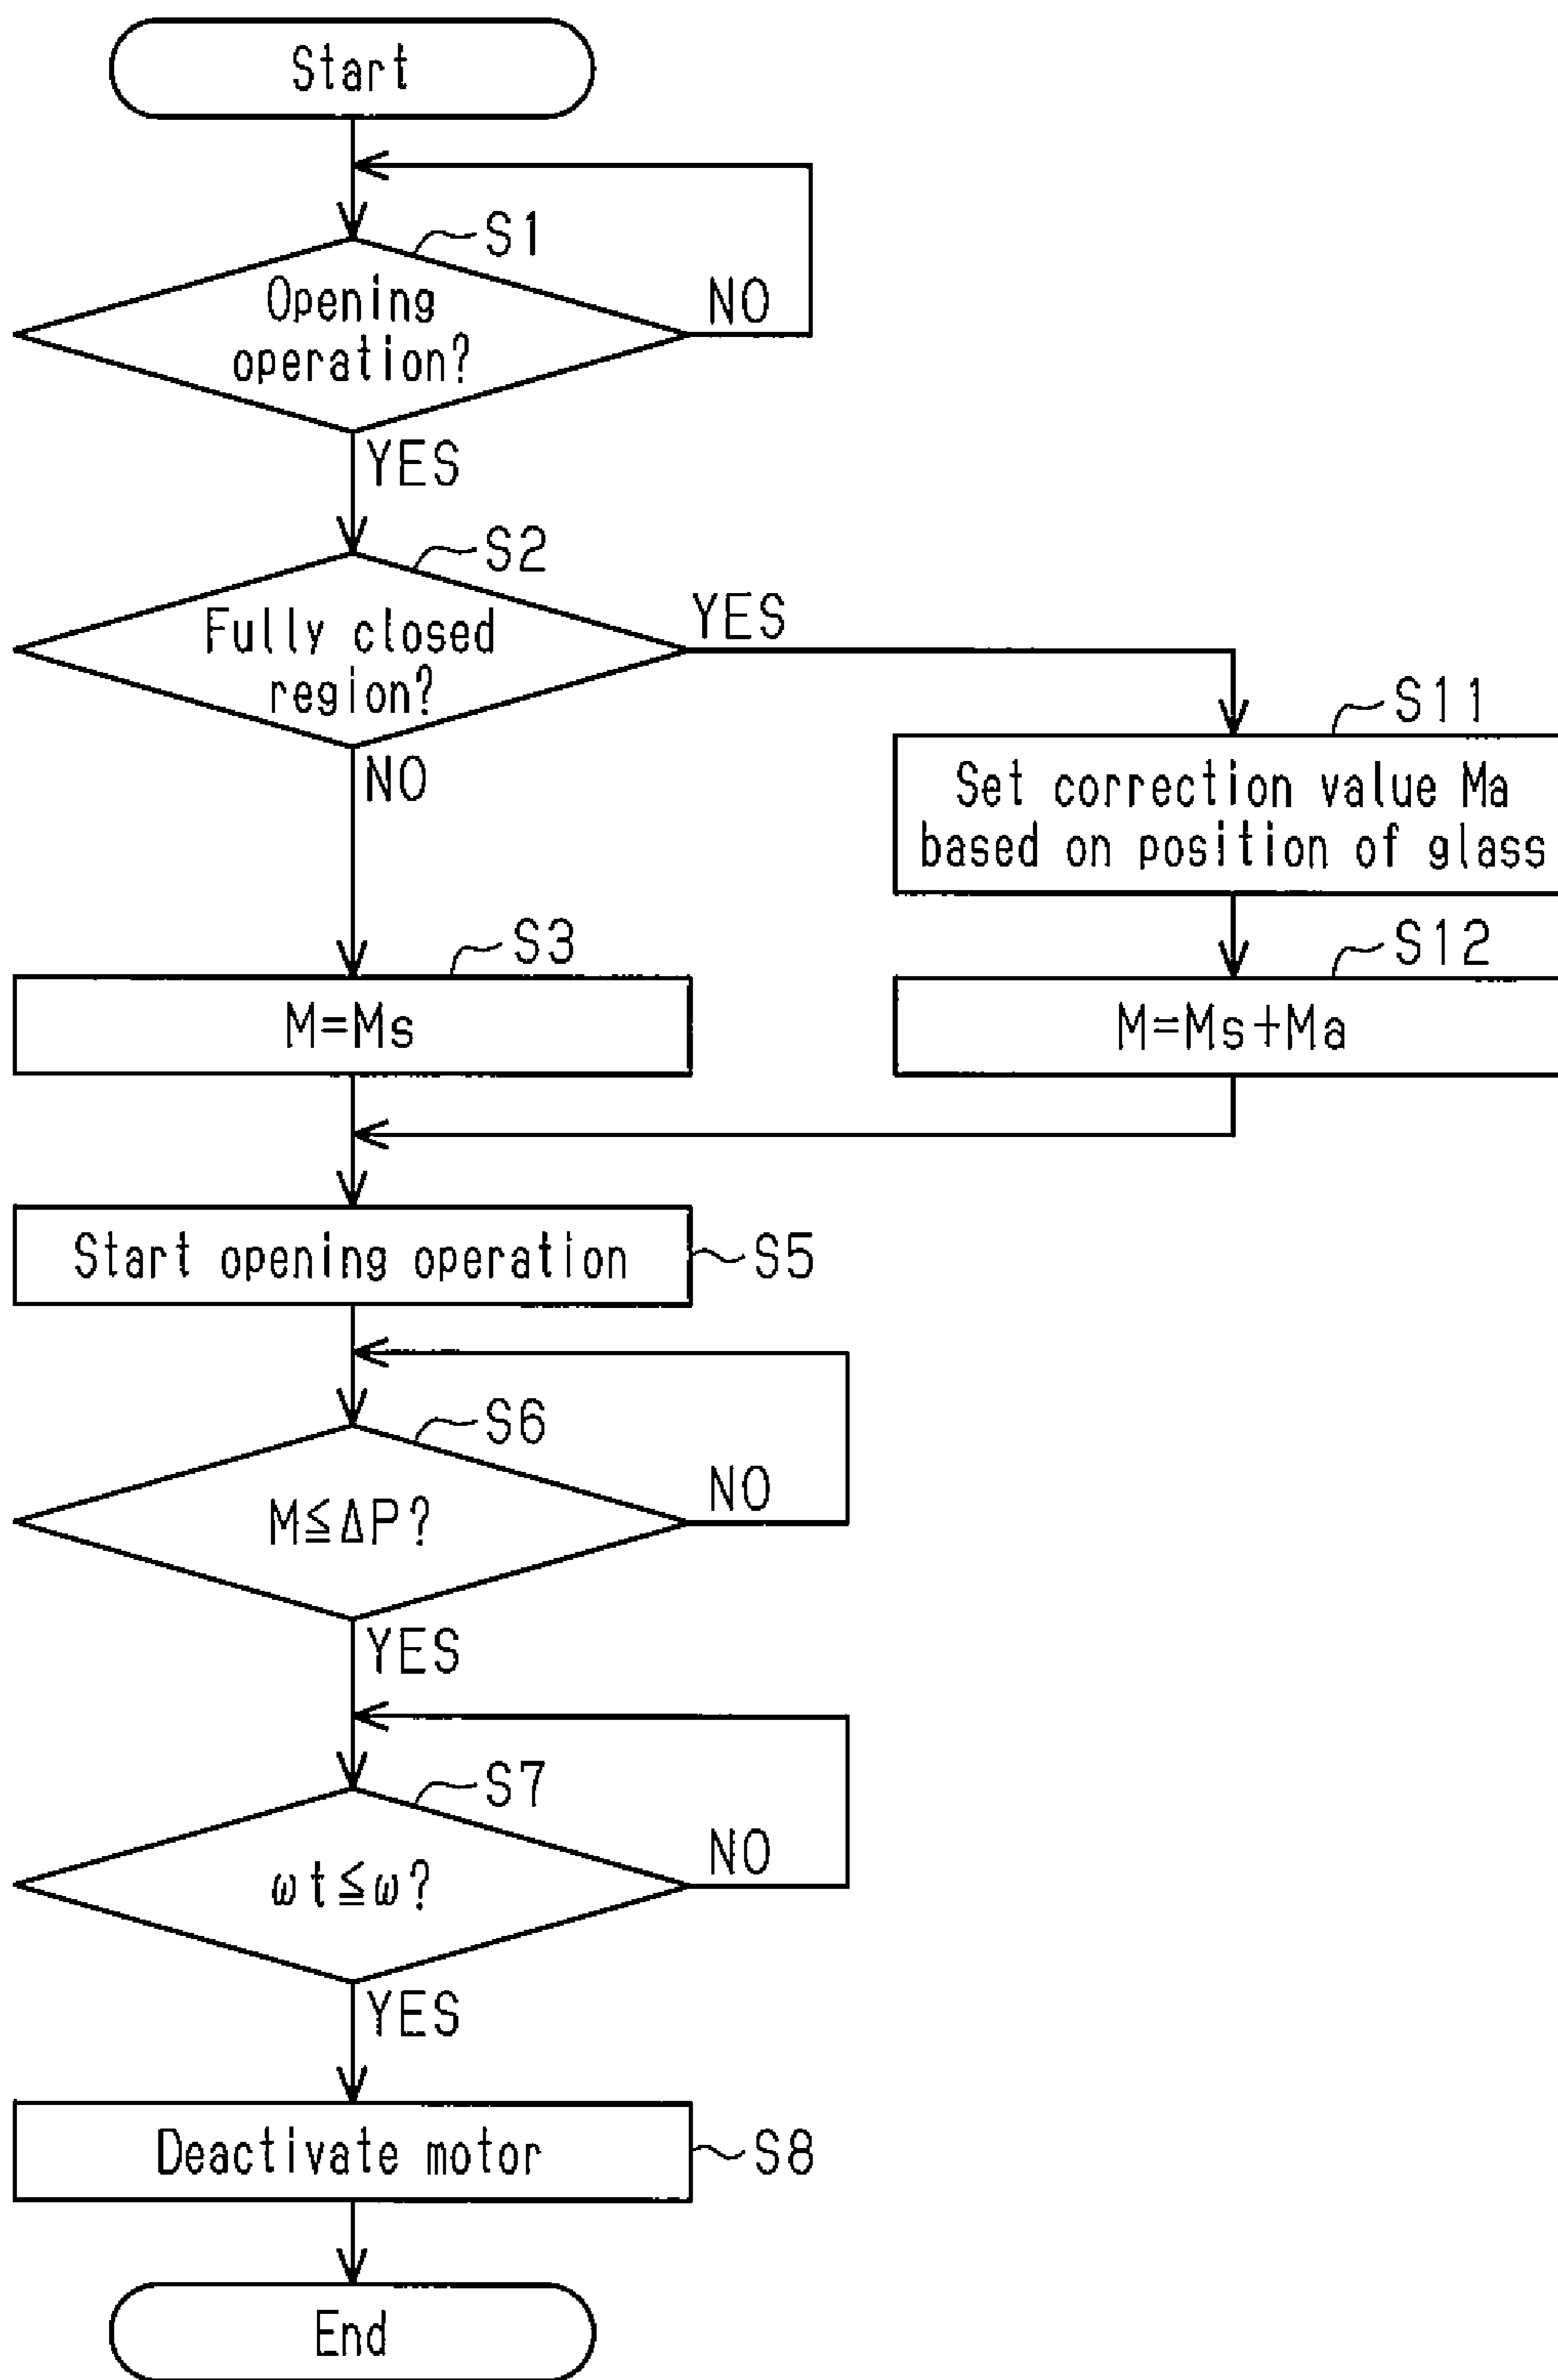 Start
S1
Opening
operation?
NO
YES
S2
Fully closed
region?
YES
NO
S11
Set correction value Ma
based on position of glass
S3
M=Ms
S12
M=Ms+Ma
Start opening operation
S5
S6
M≦ΔP?
NO
YES
S7
ωt≦ω?
NO
YES
Deactivate motor
S8
End